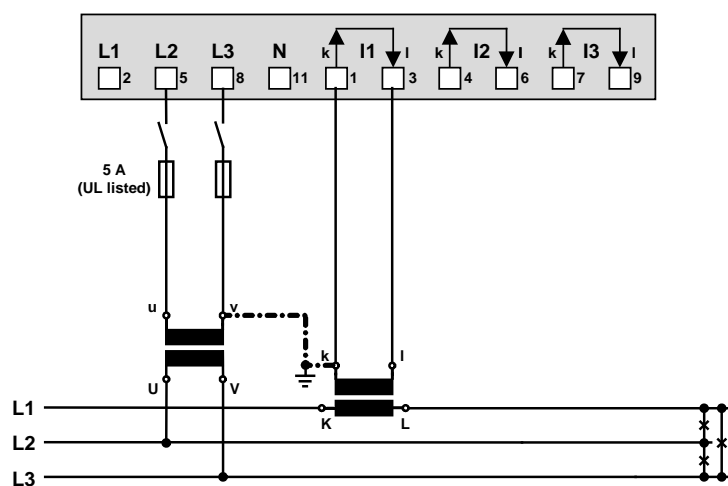 L1 L2 L3 N k I1 l k I2 l k I3 l
2 5 8 11 1 3 4 6 7 9
5 A
(UL listed)
u v
k l
U V
L1
K L
L2
L3